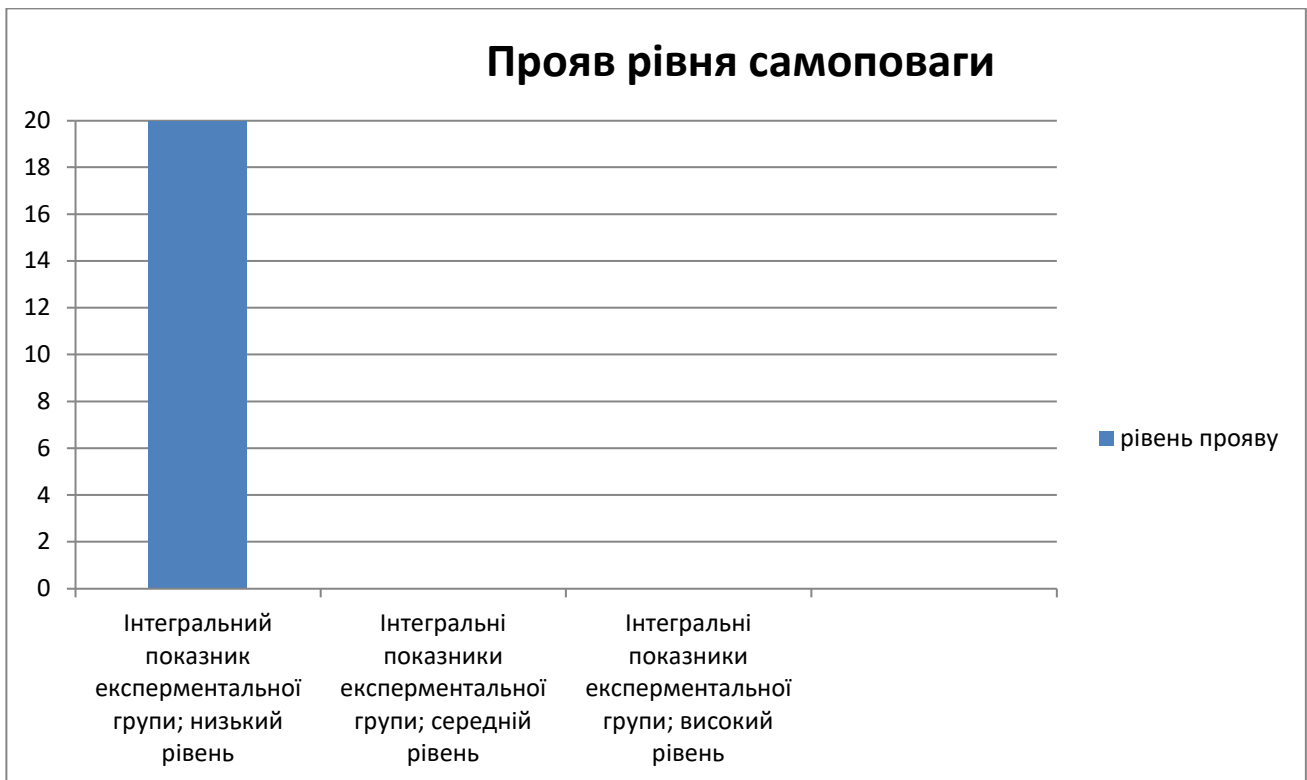 Прояв рівня самоповаги
20
18
16
14
12
10
8
6
4
2
0
рівень прояву
Інтегральний
показник
експерментальної
групи; низький
рівень
Інтегральні
показники
експерментальної
групи; середній
рівень
Інтегральні
показники
експерментальної
групи; високий
рівень